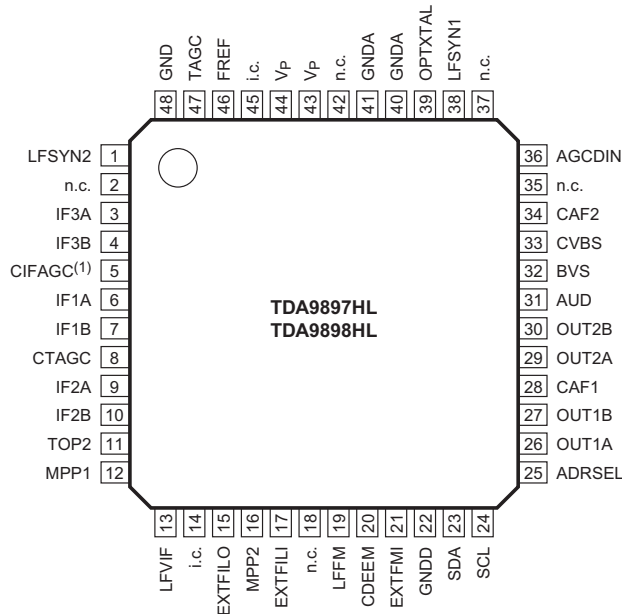 48 GND
47 TAGC
46 FREF
45 i.c.
44 VP
43 VP
42 n.c.
41 GNDA
40 GNDA
39 OPTXTAL
38 LFSYN1
37 n.c.
LFSYN2 1
n.c. 2
IF3A 3
IF3B 4
CIFAGC(1) 5
IF1A 6
IF1B 7
CTAGC 8
IF2A 9
IF2B 10
TOP2 11
MPP1 12
TDA9897HL
TDA9898HL
36 AGCDIN
35 n.c.
34 CAF2
33 CVBS
32 BVS
31 AUD
30 OUT2B
29 OUT2A
28 CAF1
27 OUT1B
26 OUT1A
25 ADRSEL
LFVIF 13
i.c. 14
EXTFILO 15
MPP2 16
EXTFILI 17
n.c. 18
LFFM 19
CDEEM 20
EXTFMI 21
GNDD 22
SDA 23
SCL 24